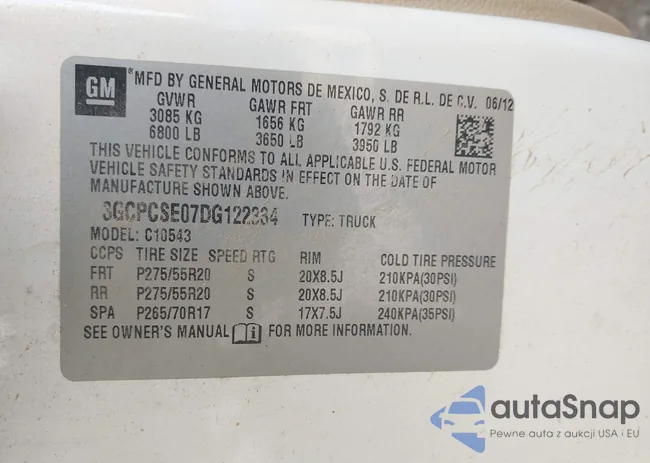 GM
MFD BY GENERAL MOTORS DE MEXICO, S. DE R.L. DE C.V. 06/12
GVWR GAWR FRT GAWR RR
3085 KG 1656 KG 1792 KG
6800 LB 3650 LB 3950 LB
THIS VEHICLE CONFORMS TO ALL APPLICABLE U.S. FEDERAL MOTOR
VEHICLE SAFETY STANDARDS IN EFFECT ON THE DATE OF
MANUFACTURE SHOWN ABOVE.
3GCPCSE07DG122334 TYPE: TRUCK
MODEL: C10543
CCPS TIRE SIZE SPEED RTG RIM COLD TIRE PRESSURE
FRT P275/55R20 S 20X8.5J 210KPA(30PSI)
RR P275/55R20 S 20X8.5J 210KPA(30PSI)
SPA P265/70R17 S 17X7.5J 240KPA(35PSI)
SEE OWNER'S MANUAL FOR MORE INFORMATION.
autoSnap
Pewne auta z aukcji USA i EU